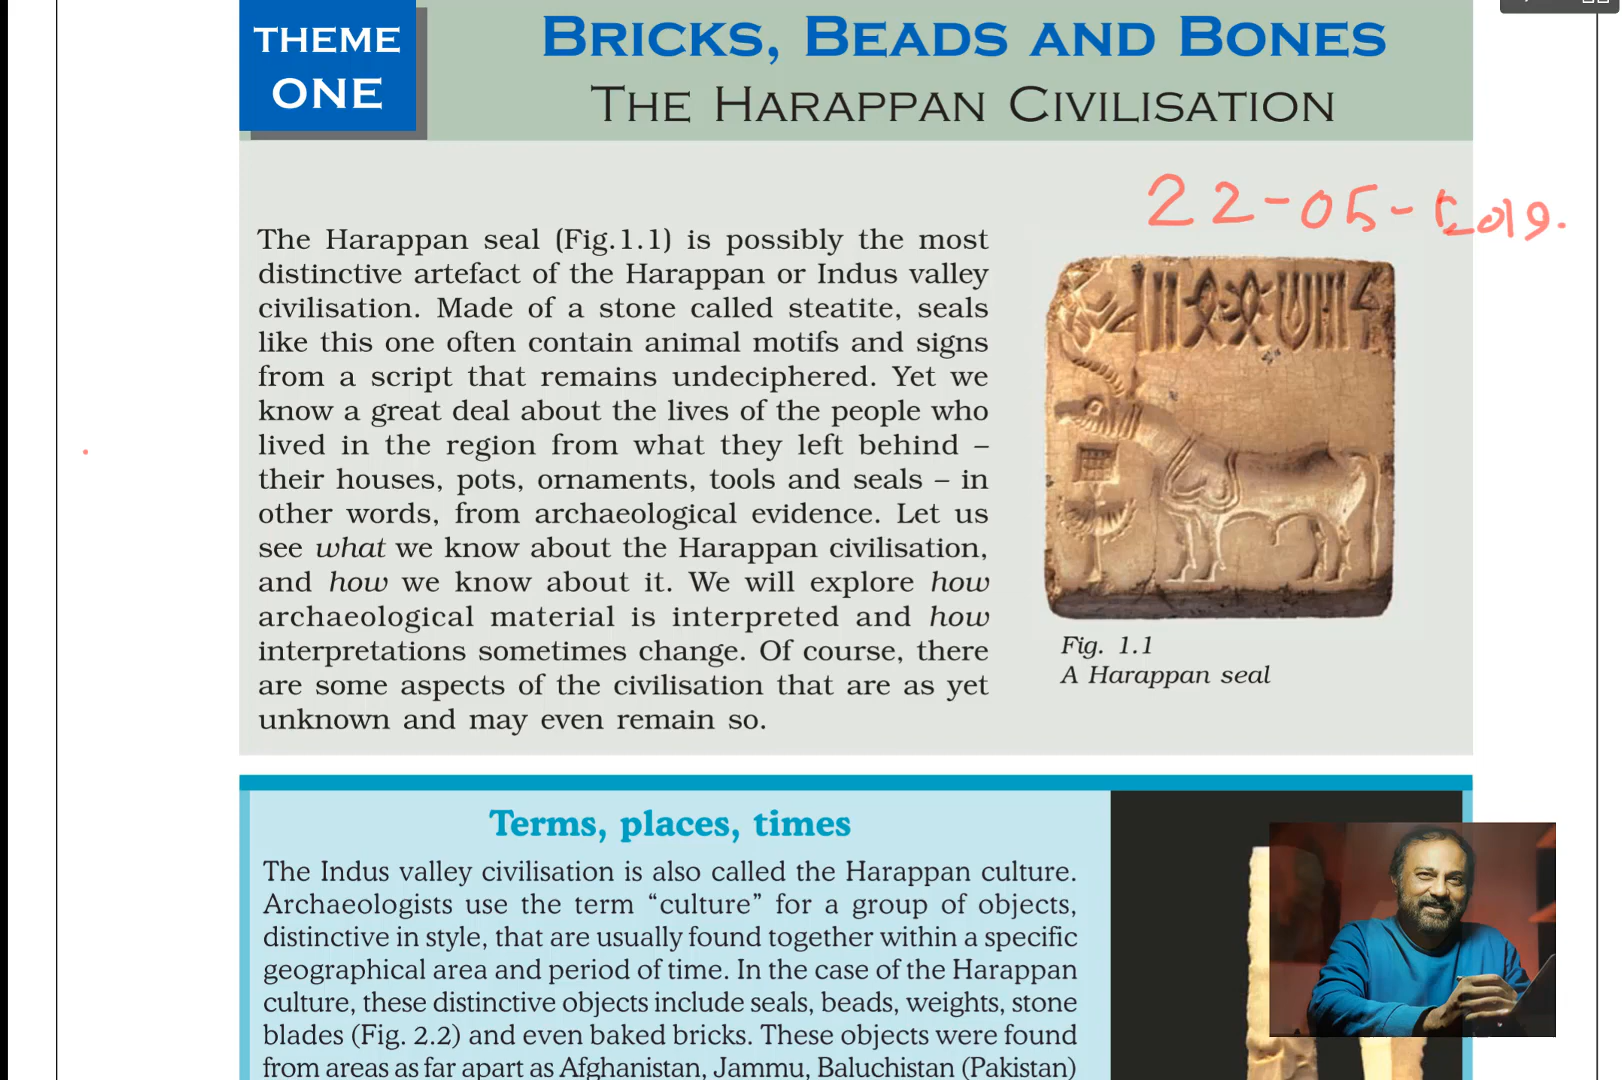 THEME
ONE
BRICKS, BEADS AND BONES
THE HARAPPAN CIVILISATION
22-05-2019.
The Harappan seal (Fig.1.1) is possibly the most
distinctive artefact of the Harappan or Indus valley
civilisation. Made of a stone called steatite, seals
like this one often contain animal motifs and signs
from a script that remains undeciphered. Yet we
know a great deal about the lives of the people who
lived in the region from what they left behind –
their houses, pots, ornaments, tools and seals – in
other words, from archaeological evidence. Let us
see what we know about the Harappan civilisation,
and how we know about it. We will explore how
archaeological material is interpreted and how
interpretations sometimes change. Of course, there
are some aspects of the civilisation that are as yet
unknown and may even remain so.
Fig. 1.1
A Harappan seal
Terms, places, times
The Indus valley civilisation is also called the Harappan culture.
Archaeologists use the term “culture” for a group of objects,
distinctive in style, that are usually found together within a specific
geographical area and period of time. In the case of the Harappan
culture, these distinctive objects include seals, beads, weights, stone
blades (Fig. 2.2) and even baked bricks. These objects were found
from areas as far apart as Afghanistan, Jammu, Baluchistan (Pakistan)